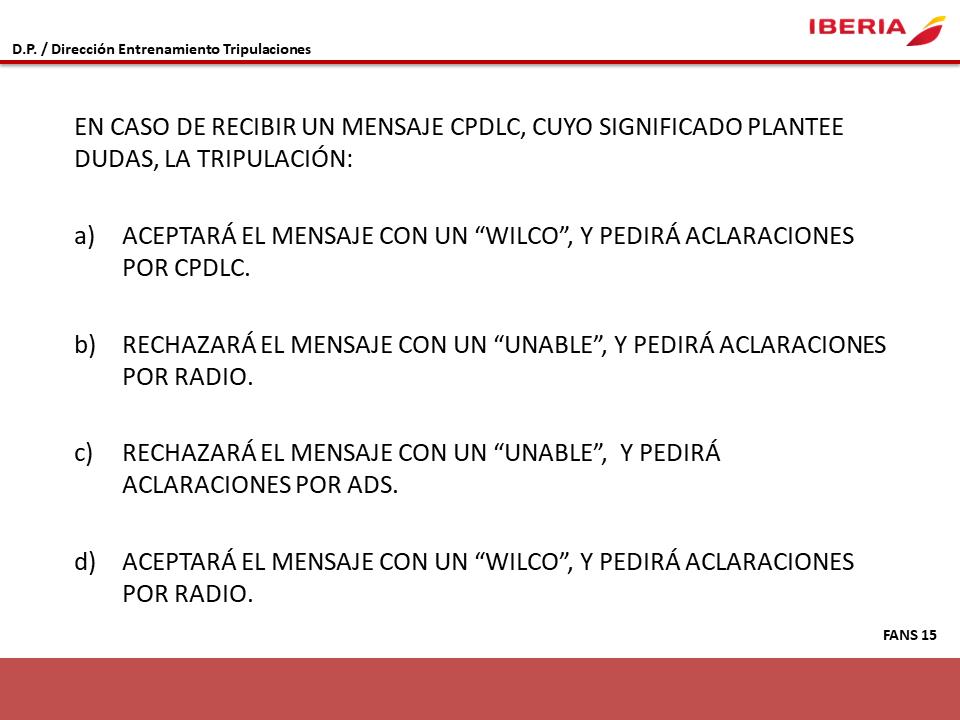 IBERIA
D.P. / Dirección Entrenamiento Tripulaciones
EN CASO DE RECIBIR UN MENSAJE CPDLC, CUYO SIGNIFICADO PLANTEE
DUDAS, LA TRIPULACIÓN:
a) ACEPTARÁ EL MENSAJE CON UN “WILCO”, Y PEDIRÁ ACLARACIONES
POR CPDLC.
b) RECHAZARÁ EL MENSAJE CON UN “UNABLE”, Y PEDIRÁ ACLARACIONES
POR RADIO.
c) RECHAZARÁ EL MENSAJE CON UN “UNABLE”, Y PEDIRÁ
ACLARACIONES POR ADS.
d) ACEPTARÁ EL MENSAJE CON UN “WILCO”, Y PEDIRÁ ACLARACIONES
POR RADIO.
FANS 15